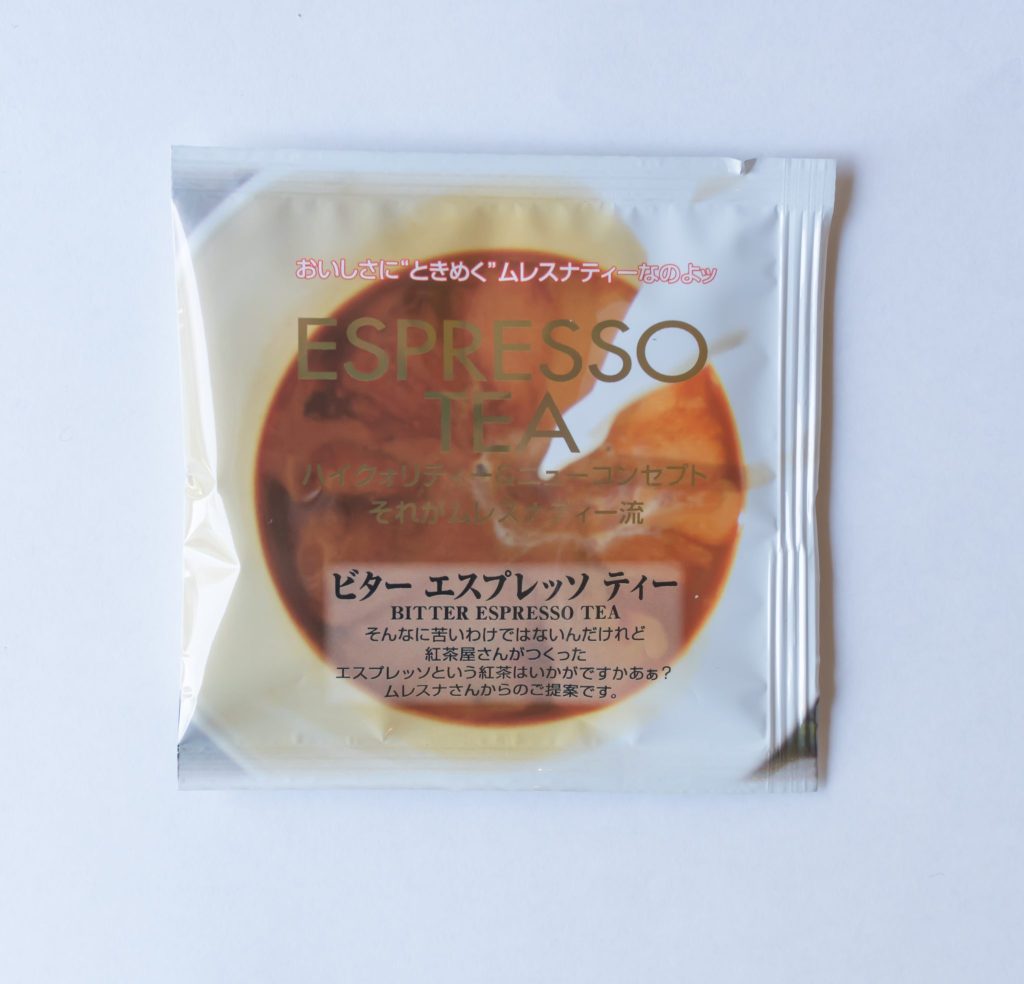 おいしさに"ときめく"ムレスナティーなのよッ
ESPRESSO
TEA
ハイクォリティー&ニューコンセプト
それがムレスナティー流
ビター エスプレッソ ティー
BITTER ESPRESSO TEA
そんなに苦いわけではないんだけれど
紅茶屋さんがつくった
エスプレッソという紅茶はいかがですかあぁ?
ムレスナさんからのご提案です。